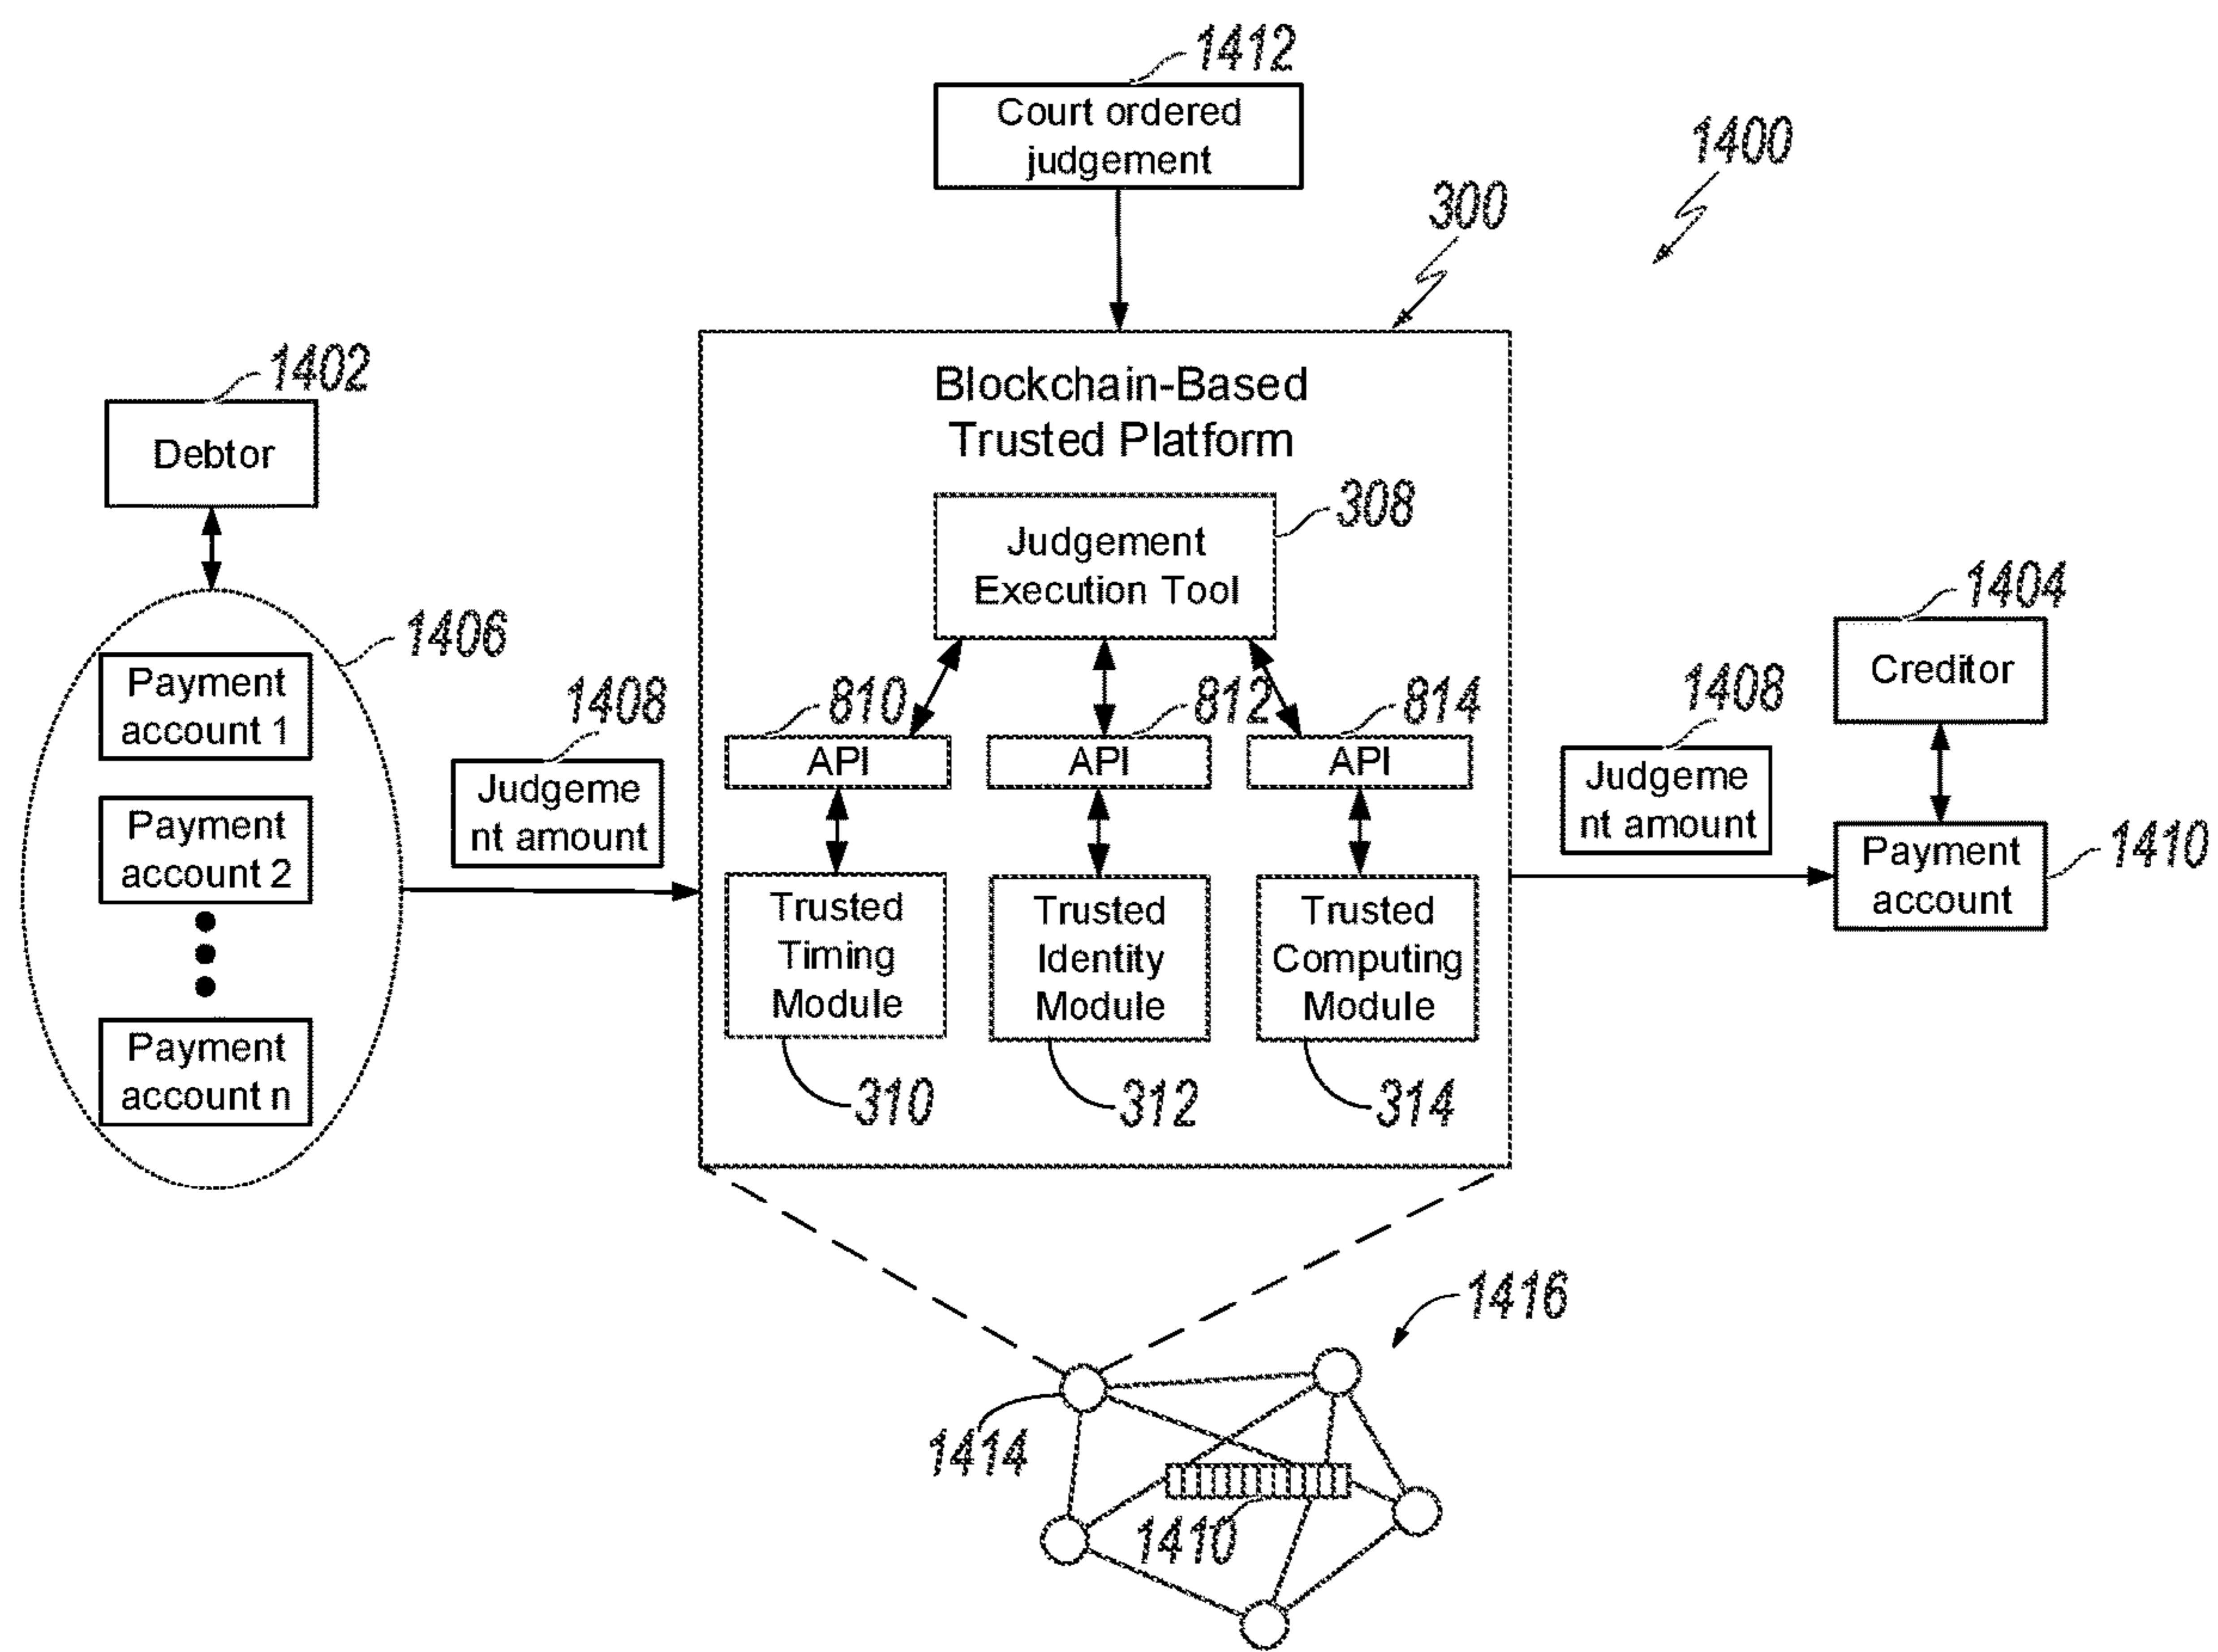 1412
Court ordered
judgement
1400
300
Blockchain-Based
Trusted Platform
1402
Debtor
308
Judgement
Execution Tool
1406
Payment
account 1
Payment
account 2
Payment
account n
1408
Judgeme
nt amount
810
API
812
API
814
API
Trusted
Timing
Module
310
Trusted
Identity
Module
312
Trusted
Computing
Module
314
1404
Creditor
1408
Judgeme
nt amount
Payment
account
1410
1416
1414
1410